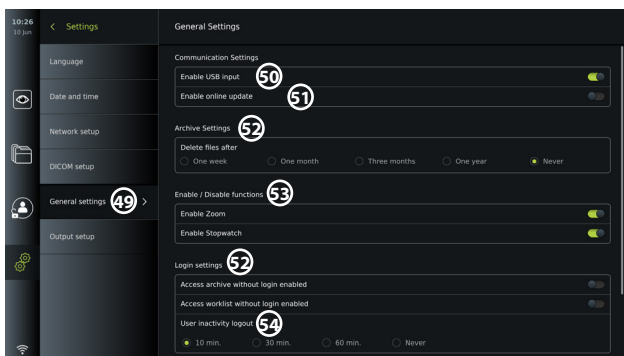 10:26
10 Jun
Settings
General Settings
Language
Date and time
Network setup
DICOM setup
General settings 49
Output setup
Communication Settings
Enable USB input 50
Enable online update 51
Archive Settings 52
Delete files after
One week One month Three months One year Never
Enable / Disable functions 53
Enable Zoom
Enable Stopwatch
Login settings 52
Access archive without login enabled
Access worklist without login enabled
User inactivity logout 54
10 min. 30 min. 60 min. Never